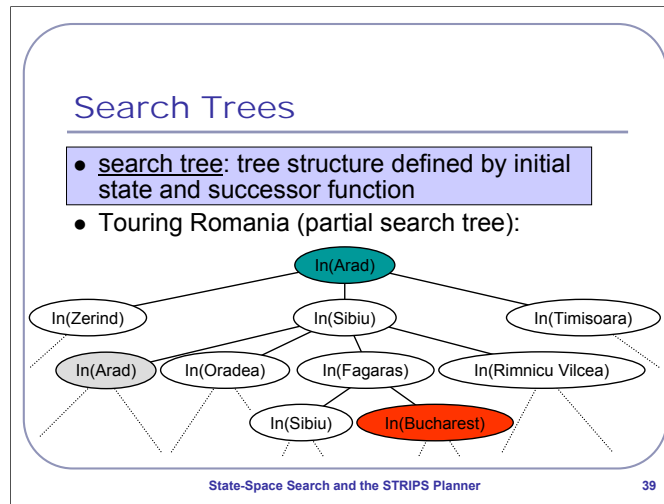 Search Trees
● search tree: tree structure defined by initial
state and successor function
● Touring Romania (partial search tree):
In(Arad)
In(Zerind)
In(Sibiu)
In(Timisoara)
In(Arad)
In(Oradea)
In(Fagaras)
In(Rimnicu Vilcea)
In(Sibiu)
In(Bucharest)
State-Space Search and the STRIPS Planner
39